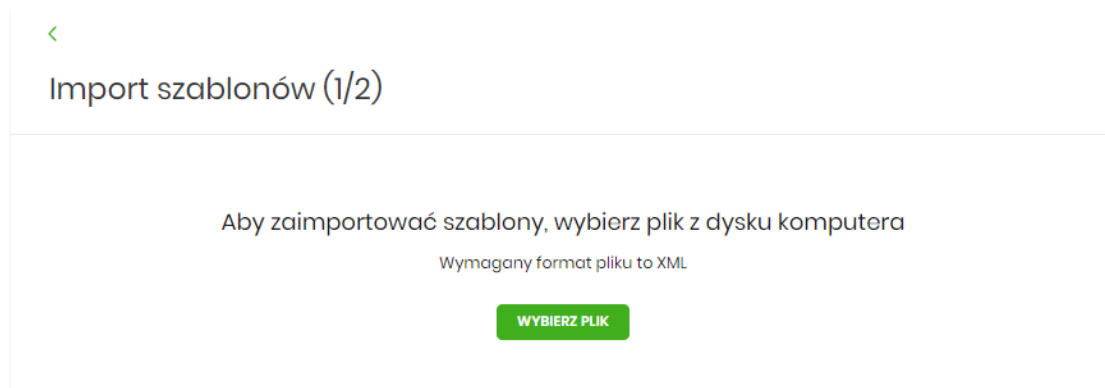 Import szablonów (1/2)
Aby zaimportować szablony, wybierz plik z dysku komputera
Wymagany format pliku to XML
WYBIERZ PLIK